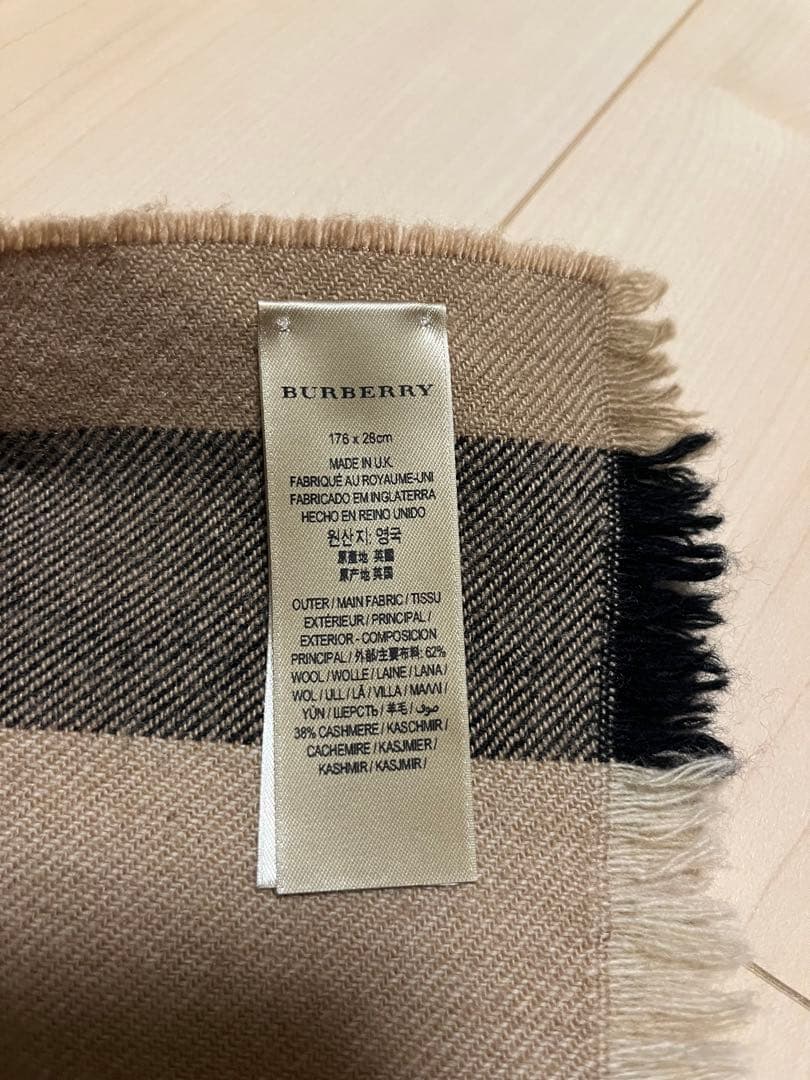 BURBERRY
176 x 28cm
MADE IN U.K.
FABRIQUÉ AU ROYAUME-UNI
FABRICADO EM INGLATERRA
HECHO EN REINO UNIDO
원산지: 영국
原產地 英國
原产地 英国
OUTER / MAIN FABRIC / TISSU
EXTÉRIEUR / PRINCIPAL /
EXTERIOR - COMPOSICION
PRINCIPAL / 外部/主要布料: 62%
WOOL / WOLLE / LAINE / LANA /
WOL / ULL / LÃ / VILLA / ΜΑΛΛΙ /
YÜN / ШЕРСТЬ / 羊毛 / صوف /
38% CASHMERE / KASCHMIR /
CACHEMIRE / KASJMIER /
KASHMIR / KASJMIR /